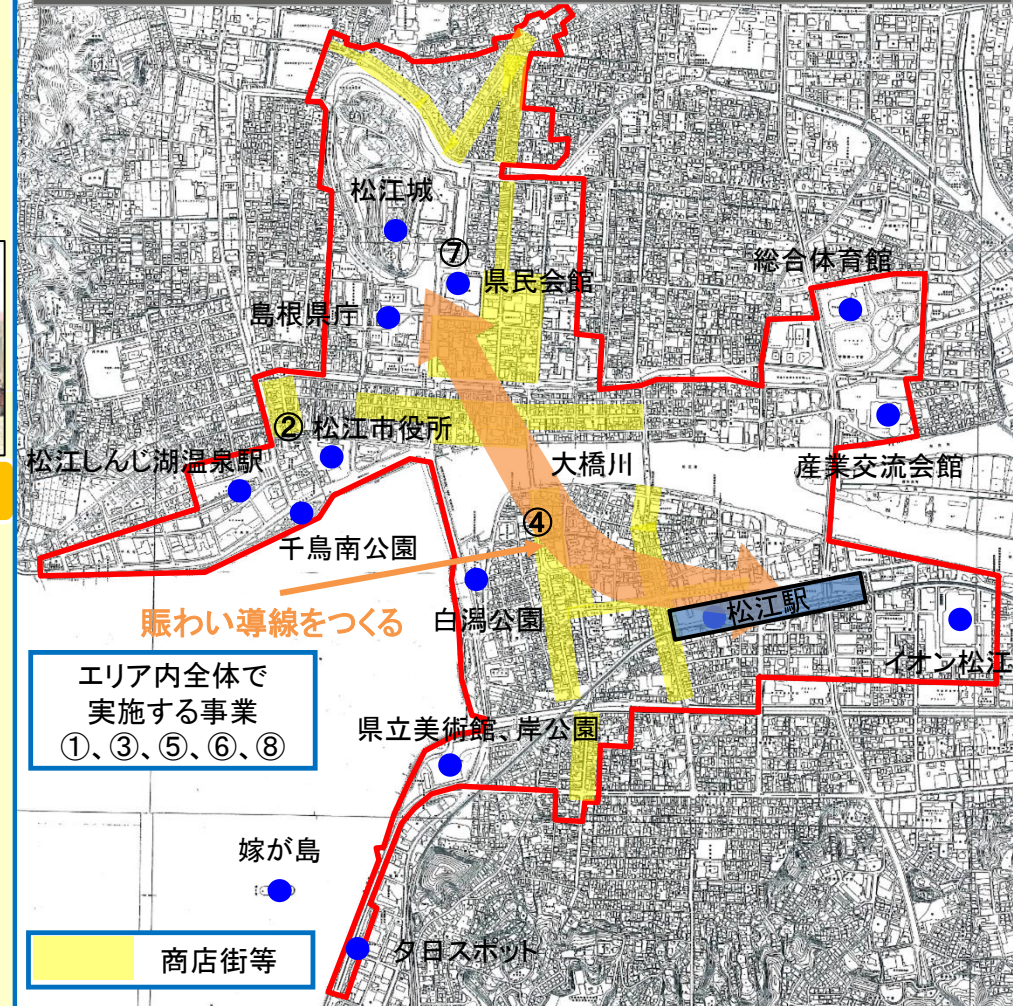 松江城
⑦
県民会館
総合体育館
島根県庁
② 松江市役所
松江しんじ湖温泉駅
大橋川
産業交流会館
④
千鳥南公園
賑わい導線をつくる
白潟公園
松江駅
イオン松江
エリア内全体で
実施する事業
①、③、⑤、⑥、⑧
県立美術館、岸公園
嫁が島
夕日スポット
商店街等